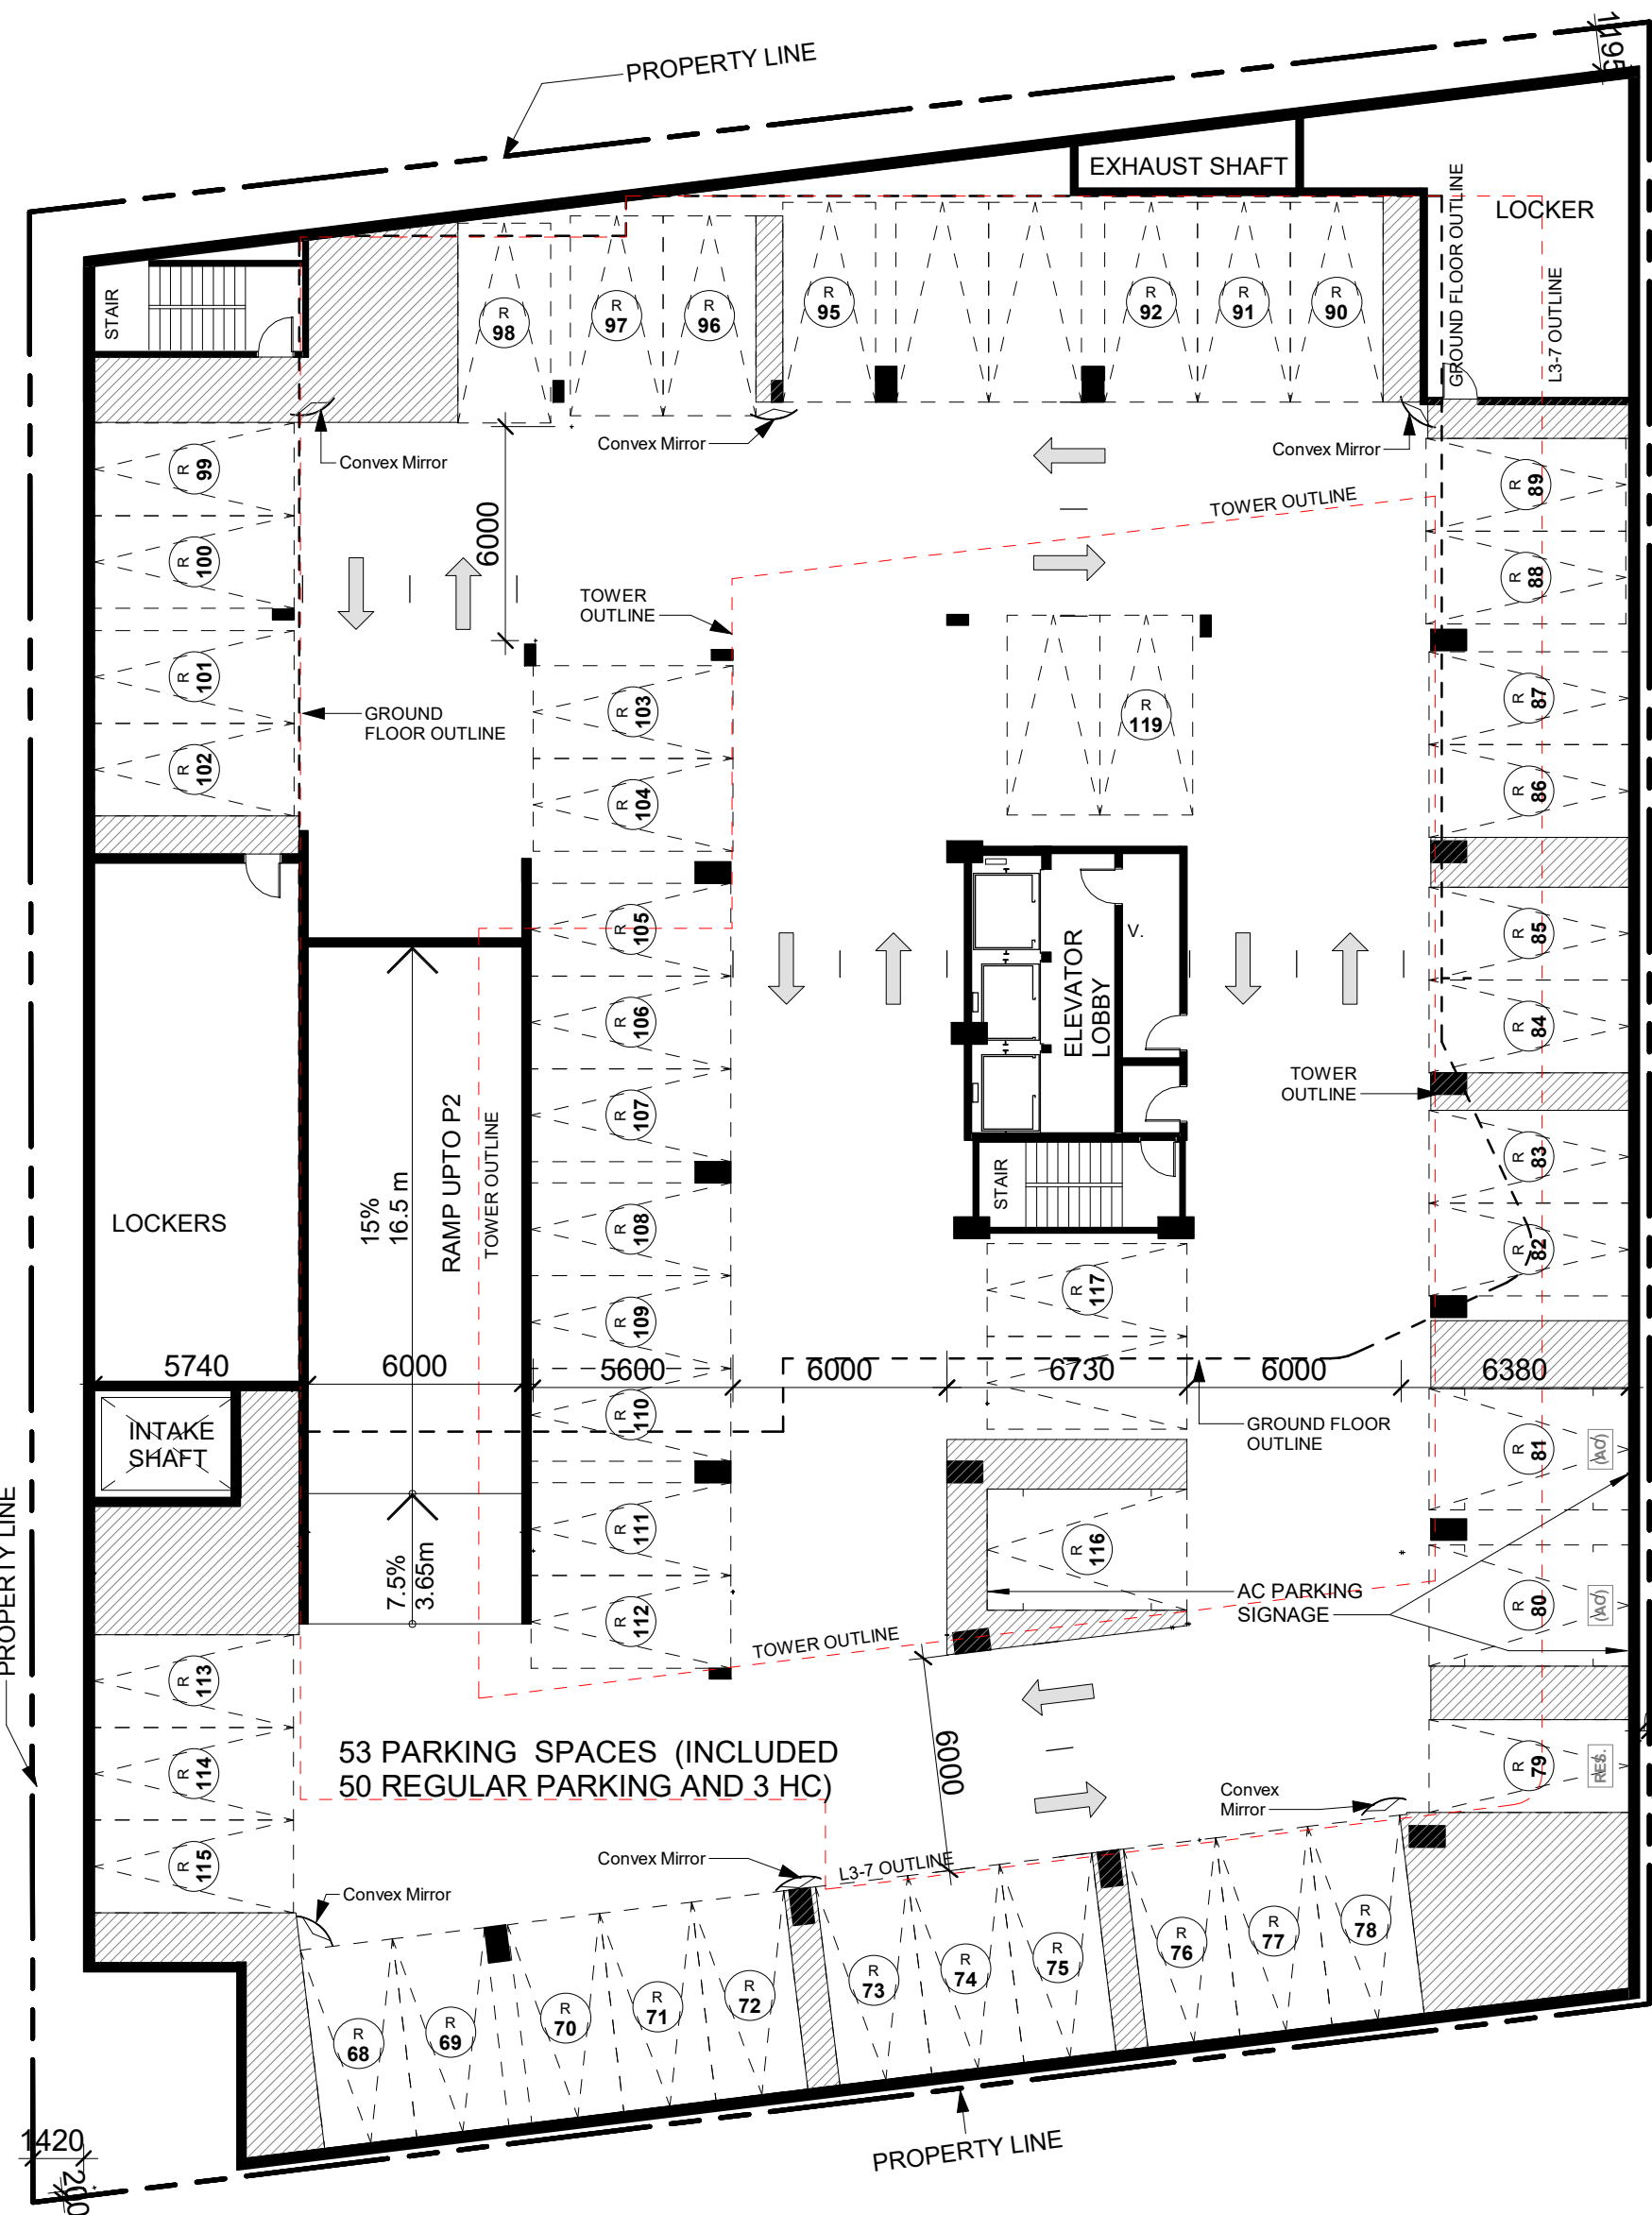 1195
PROPERTY LINE
EXHAUST SHAFT
LOCKER
GROUND FLOOR OUTLINE
L3-7 OUTLINE
STAIR
R
98
R
97
R
96
R
95
R
92
R
91
R
90
Convex Mirror
Convex Mirror
Convex Mirror
R 99
R 100
R 101
R 102
6000
TOWER OUTLINE
R 89
R 88
R 87
R 86
TOWER
OUTLINE
R 103
R 104
R
119
GROUND
FLOOR OUTLINE
R 105
R 106
R 107
R 108
R 109
R 110
R 111
R 112
V.
ELEVATOR
LOBBY
STAIR
R 85
R 84
TOWER
OUTLINE
R 83
R 82
LOCKERS
15%
16.5 m
RAMP UPTO P2
TOWER OUTLINE
R 117
5740
6000
5600
6000
6730
6000
6380
INTAKE
SHAFT
GROUND FLOOR
OUTLINE
R 81
(AC)
7.5%
3.65m
R 116
AC PARKING
SIGNAGE
R 80
(AC)
PROPERTY LINE
TOWER OUTLINE
R 113
R 114
R 115
53 PARKING SPACES (INCLUDED
50 REGULAR PARKING AND 3 HC)
6000
R 79
RES.
Convex
Mirror
Convex Mirror
L3-7 OUTLINE
Convex Mirror
R
68
R
69
R
70
R
71
R
72
R
73
R
74
R
75
R
76
R
77
R
78
PROPERTY LINE
1420
200